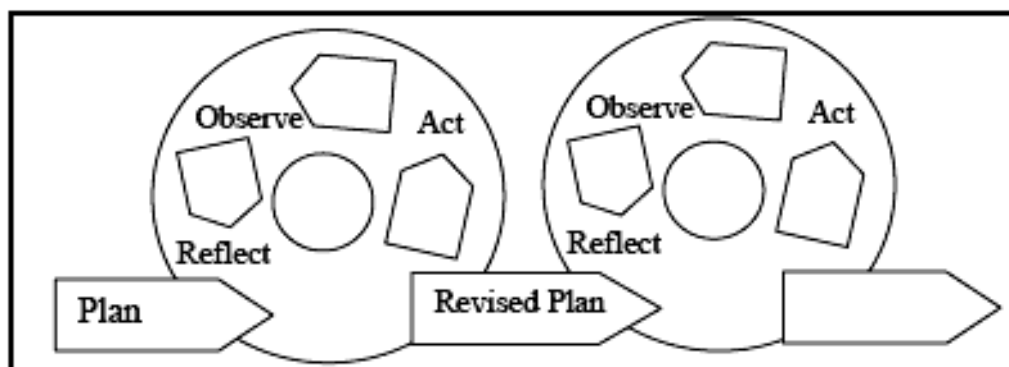 Observe
Act
Reflect
Plan
Observe
Act
Reflect
Revised Plan